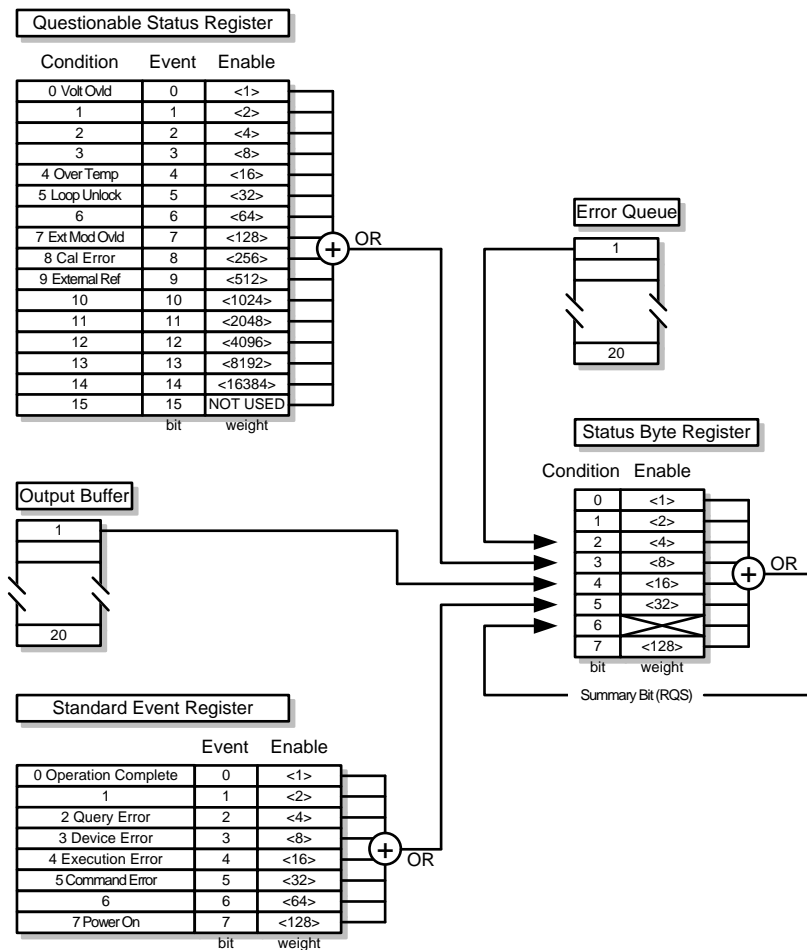 Questionable Status Register
Condition Event Enable
0 Volt Ovld 0 <1>
1 1 <2>
2 2 <4>
3 3 <8>
4 Over Temp 4 <16>
5 Loop Unlock 5 <32>
6 6 <64>
7 Ext Mod Ovld 7 <128>
8 Cal Error 8 <256>
9 External Ref 9 <512>
10 10 <1024>
11 11 <2048>
12 12 <4096>
13 13 <8192>
14 14 <16384>
15 15 NOT USED
bit weight
+ OR
Error Queue
1
20
Output Buffer
1
20
Status Byte Register
Condition Enable
0 <1>
1 <2>
2 <4>
3 <8>
4 <16>
5 <32>
6
7 <128>
bit weight
+ OR
Summary Bit (RQS)
Standard Event Register
Event Enable
0 Operation Complete 0 <1>
1 1 <2>
2 Query Error 2 <4>
3 Device Error 3 <8>
4 Execution Error 4 <16>
5 Command Error 5 <32>
6 6 <64>
7 Power On 7 <128>
bit weight
+ OR